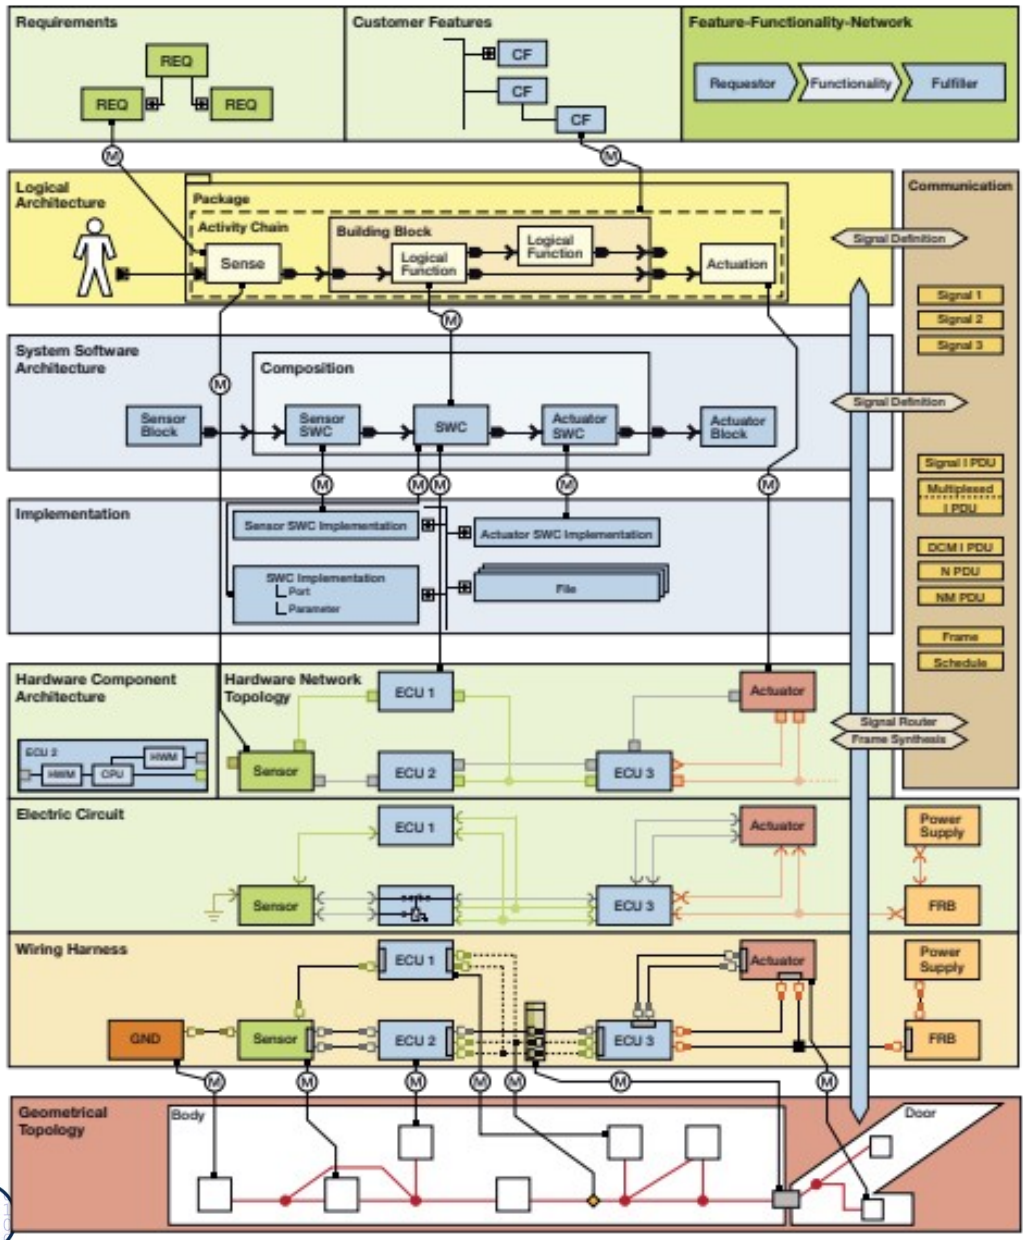 Requirements
REQ
REQ
REQ
M
Customer Features
CF
CF
CF
M
Feature-Functionality-Network
Requestor
Functionality
Fulfiller
Logical
Architecture
Package
Activity Chain
Sense
Building Block
Logical
Function
Logical
Function
Actuation
M
System Software
Architecture
M
Composition
Sensor
Block
Sensor
SWC
SWC
Actuator
SWC
Actuator
Block
M
M
M
M
M
Implementation
Sensor SWC Implementation
Actuator SWC Implementation
SWC Implementation
Port
Parameter
File
Communication
Signal Definition
Signal 1
Signal 2
Signal 3
Signal Definition
Signal I PDU
Multiplexed
I PDU
DCM I PDU
N PDU
NM PDU
Frame
Schedule
Signal Router
Frame Synthesis
Hardware Component
Architecture
ECU 2
HWM
HWM
CPU
Hardware Network
Topology
ECU 1
Actuator
Sensor
ECU 2
ECU 3
Electric Circuit
ECU 1
Actuator
Power
Supply
Sensor
ECU 3
FRB
Wiring Harness
ECU 1
Actuator
Power
Supply
GND
Sensor
ECU 2
ECU 3
FRB
M
M
M
M
M
M
M
Geometrical
Topology
Body
Door